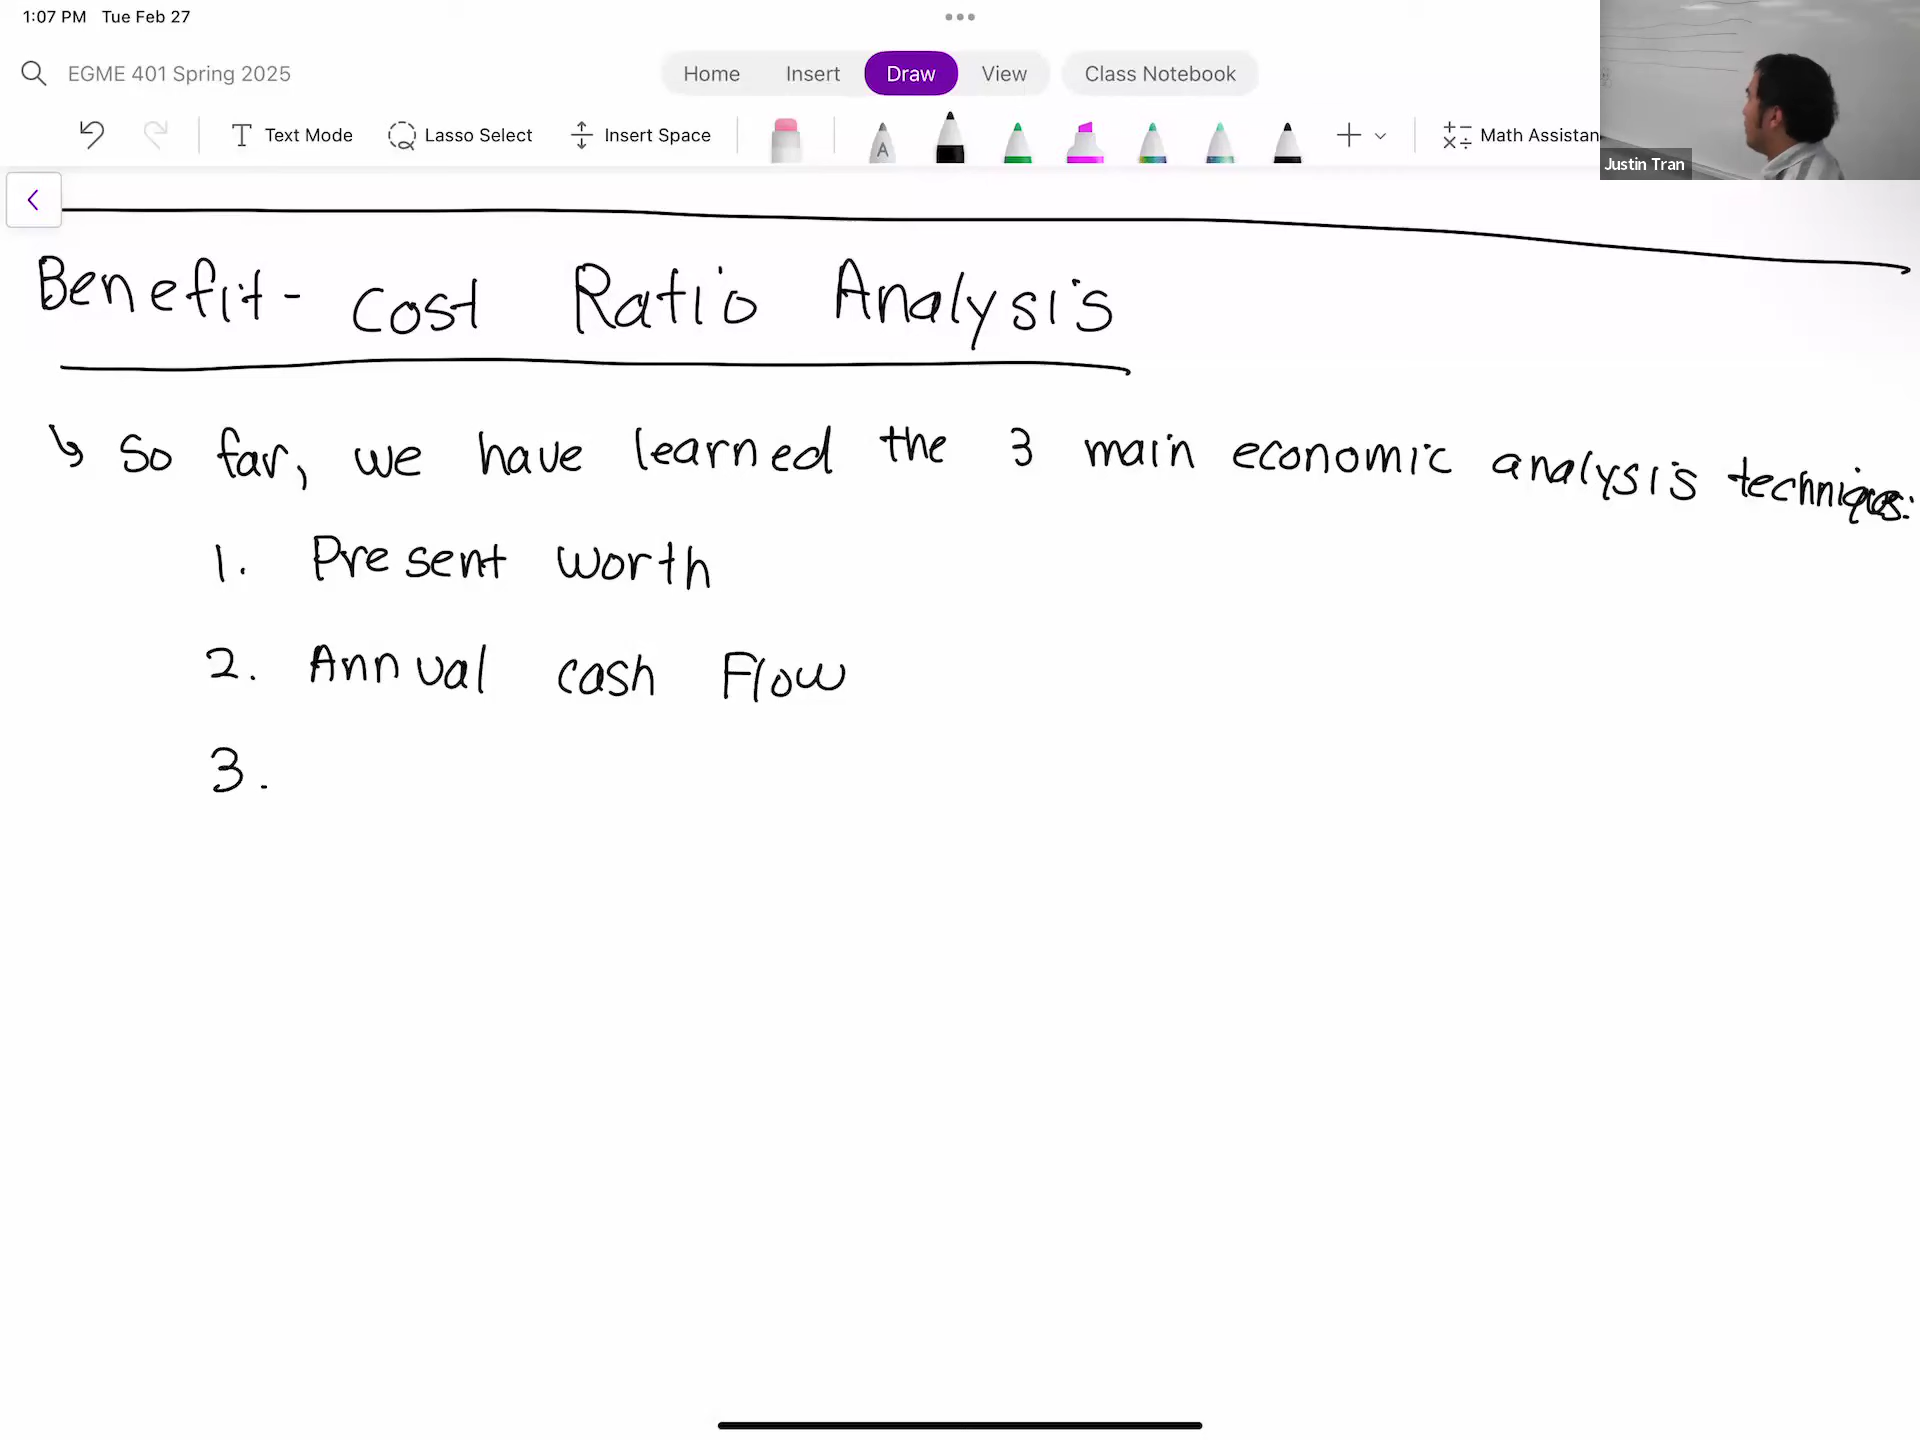 1:07 PM Tue Feb 27
EGME 401 Spring 2025
Home Insert Draw View Class Notebook
Text Mode Lasso Select Insert Space A Math Assistan
Justin Tran
Benefit - Cost Ratio Analysis
↳ So far, we have learned the 3 main economic analysis techniques:
1. Present worth
2. Annual cash Flow
3.